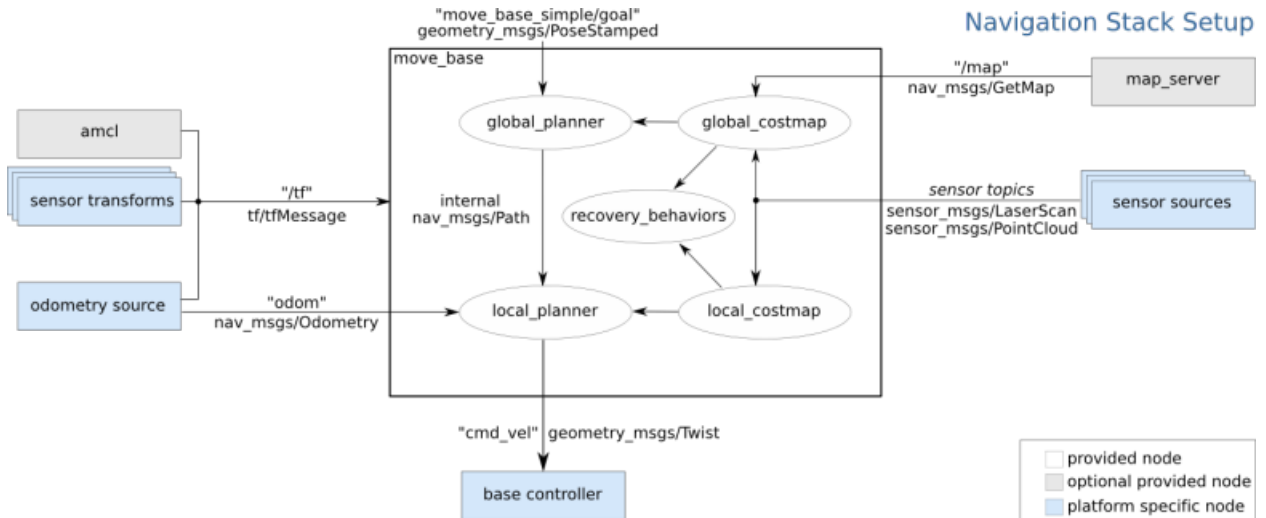 Navigation Stack Setup
"move_base_simple/goal"
geometry_msgs/PoseStamped
move_base
"/map"
nav_msgs/GetMap
map_server
amcl
global_planner
global_costmap
sensor transforms
"/tf"
tf/tfMessage
internal
nav_msgs/Path
recovery_behaviors
sensor topics
sensor_msgs/LaserScan
sensor_msgs/PointCloud
sensor sources
odometry source
"odom"
nav_msgs/Odometry
local_planner
local_costmap
"cmd_vel" geometry_msgs/Twist
base controller
provided node
optional provided node
platform specific node